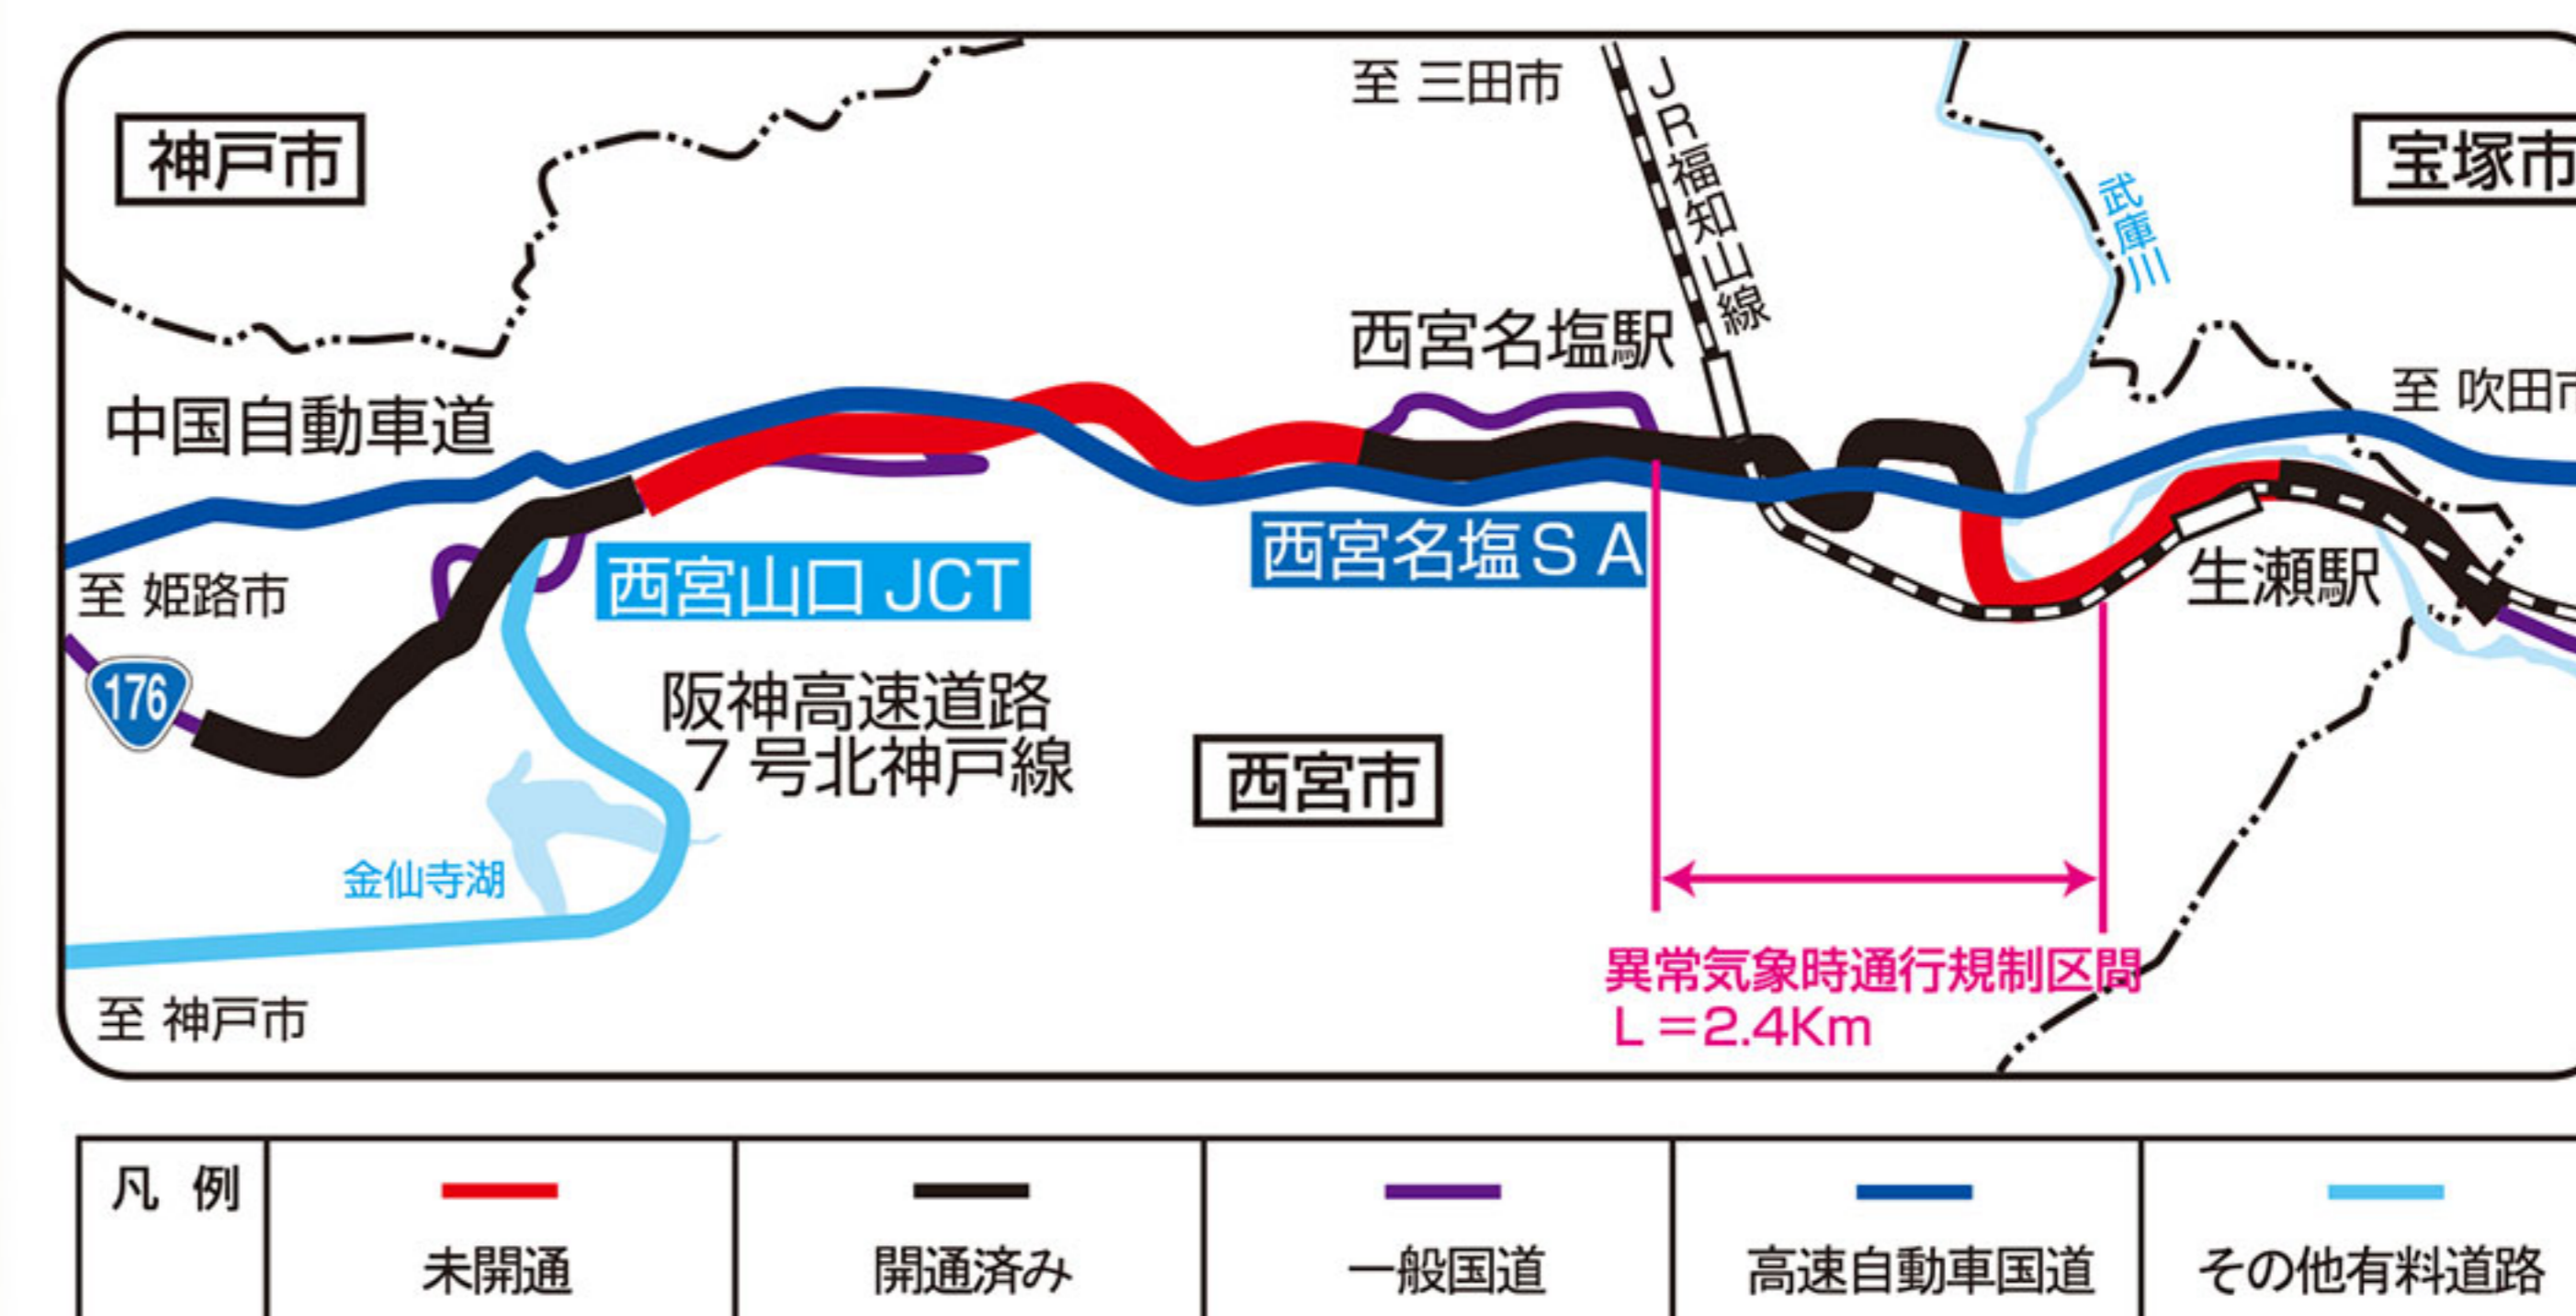 至 三田市
JR福知山線
神戸市
宝塚市
武庫川
西宮名塩駅
至 吹田市
中国自動車道
西宮名塩SA
西宮山口 JCT
生瀬駅
至 姫路市
176
阪神高速道路
7号北神戸線
西宮市
金仙寺湖
異常気象時通行規制区間
L=2.4Km
至 神戸市
凡 例
未開通
開通済み
一般国道
高速自動車国道
その他有料道路